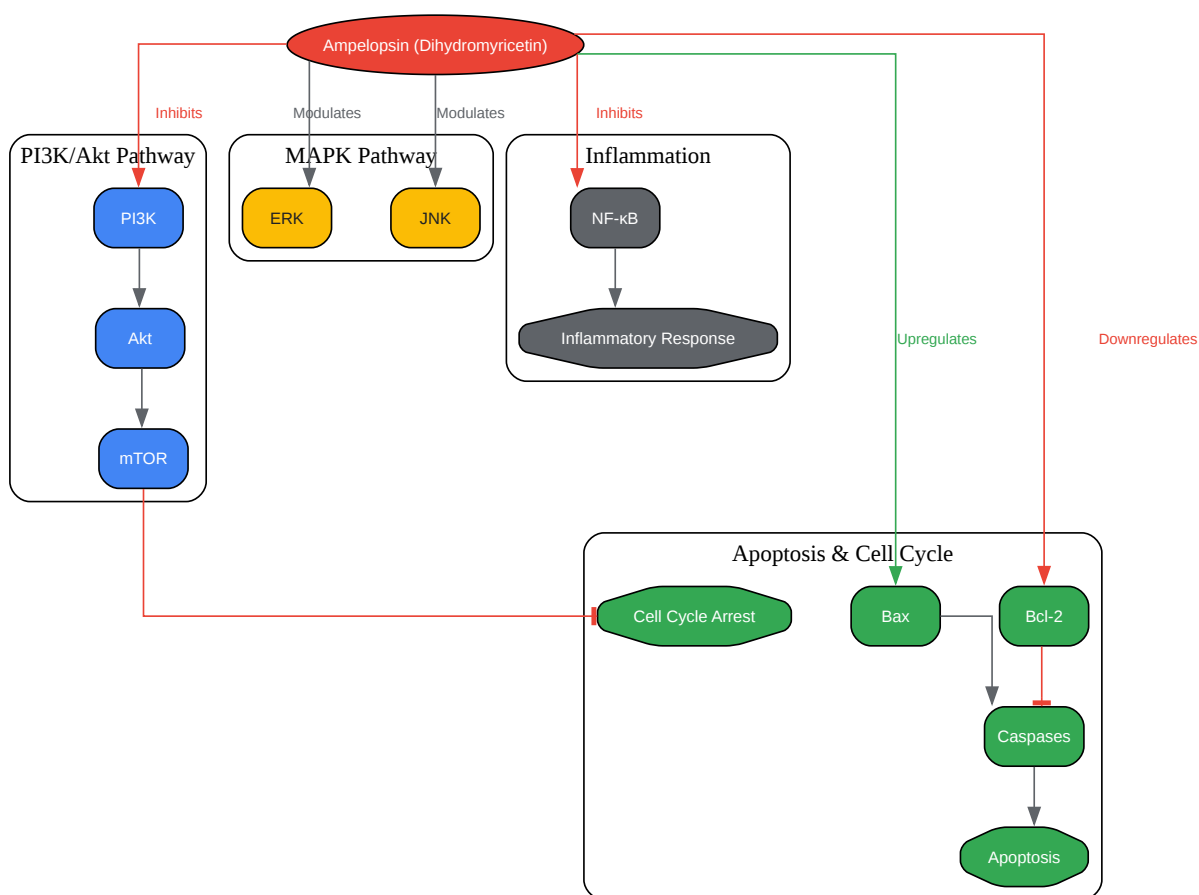 Ampelopsin (Dihydromyricetin)
Inhibits
Modulates
Modulates
Inhibits
PI3K/Akt Pathway
MAPK Pathway
Inflammation
PI3K
ERK
JNK
NF-κB
Akt
Inflammatory Response
Upregulates
Downregulates
mTOR
Apoptosis & Cell Cycle
Cell Cycle Arrest
Bax
Bcl-2
Caspases
Apoptosis